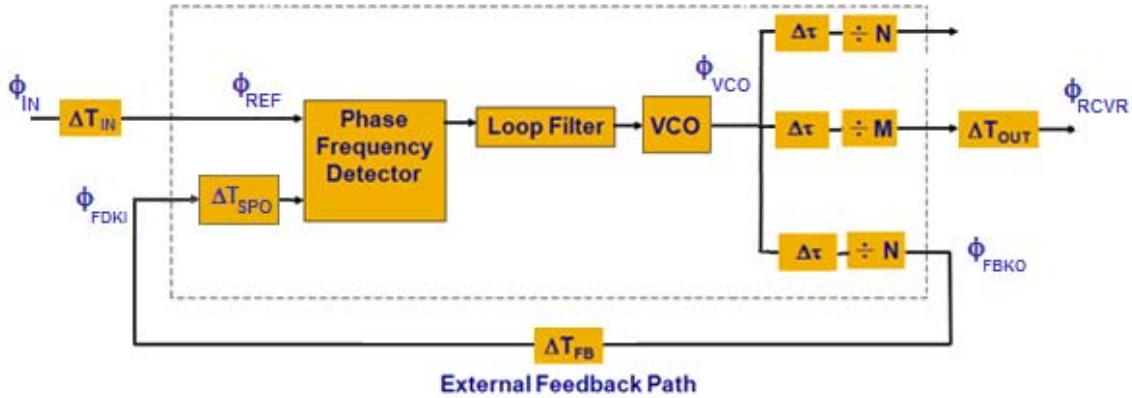 Δτ
÷ N
ϕVCO
ϕIN
ϕREF
ϕRCVR
ΔTIN
Phase
Frequency
Detector
Loop Filter
VCO
Δτ
÷ M
ΔTOUT
ϕFDKI
ΔTSPO
Δτ
÷ N
ϕFBKO
ΔTFB
External Feedback Path